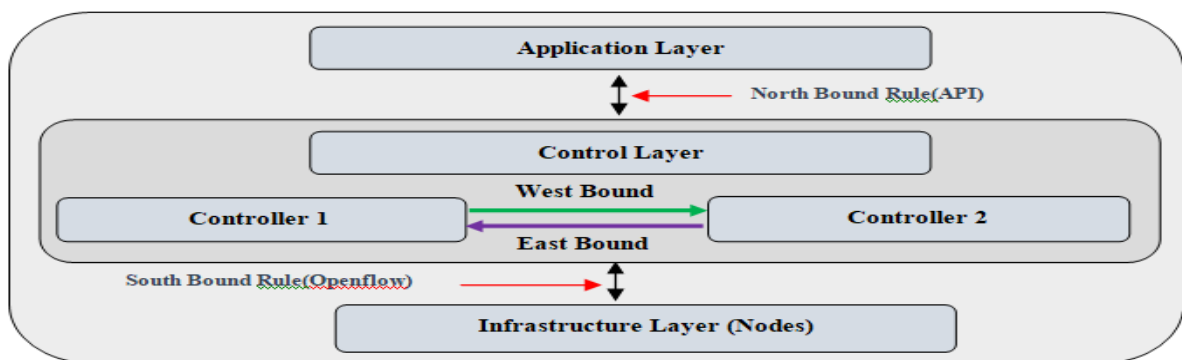 Application Layer
North Bound Rule(API)
Control Layer
West Bound
Controller 1
Controller 2
East Bound
South Bound Rule(Openflow)
Infrastructure Layer (Nodes)